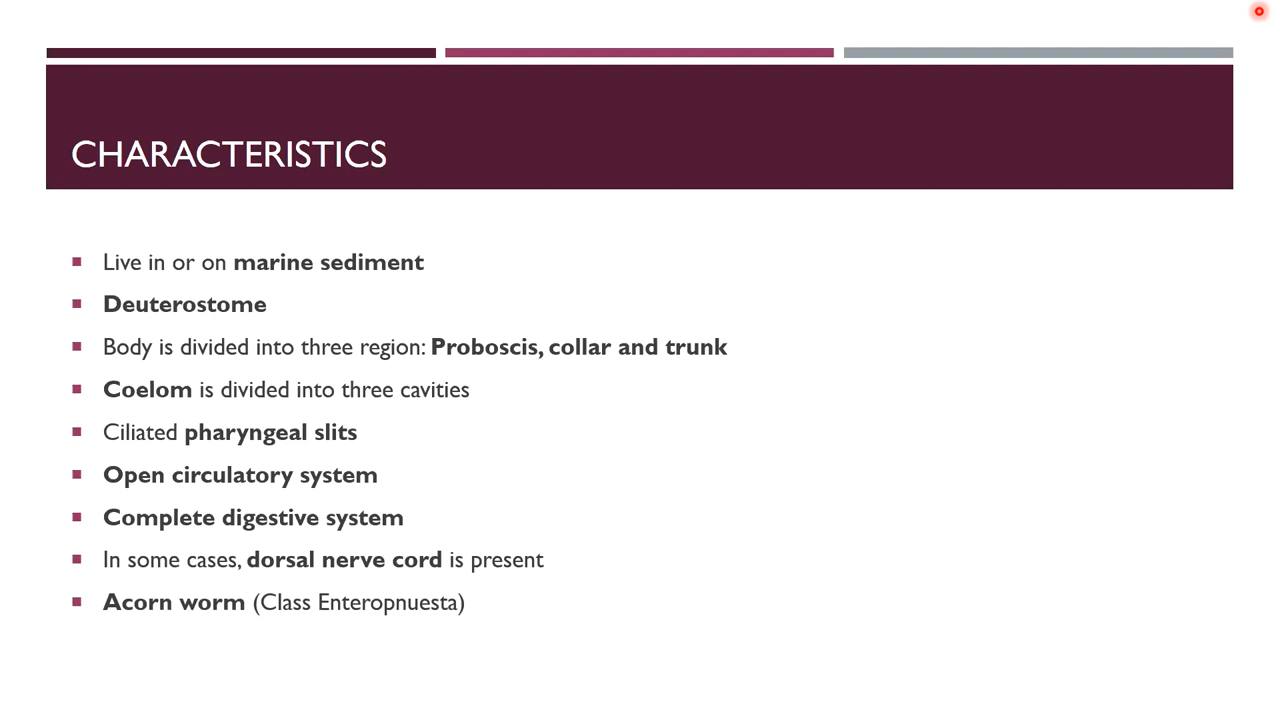 CHARACTERISTICS
Live in or on marine sediment
Deuterostome
Body is divided into three region: Proboscis, collar and trunk
Coelom is divided into three cavities
Ciliated pharyngeal slits
Open circulatory system
Complete digestive system
In some cases, dorsal nerve cord is present
Acorn worm (Class Enteropnuesta)